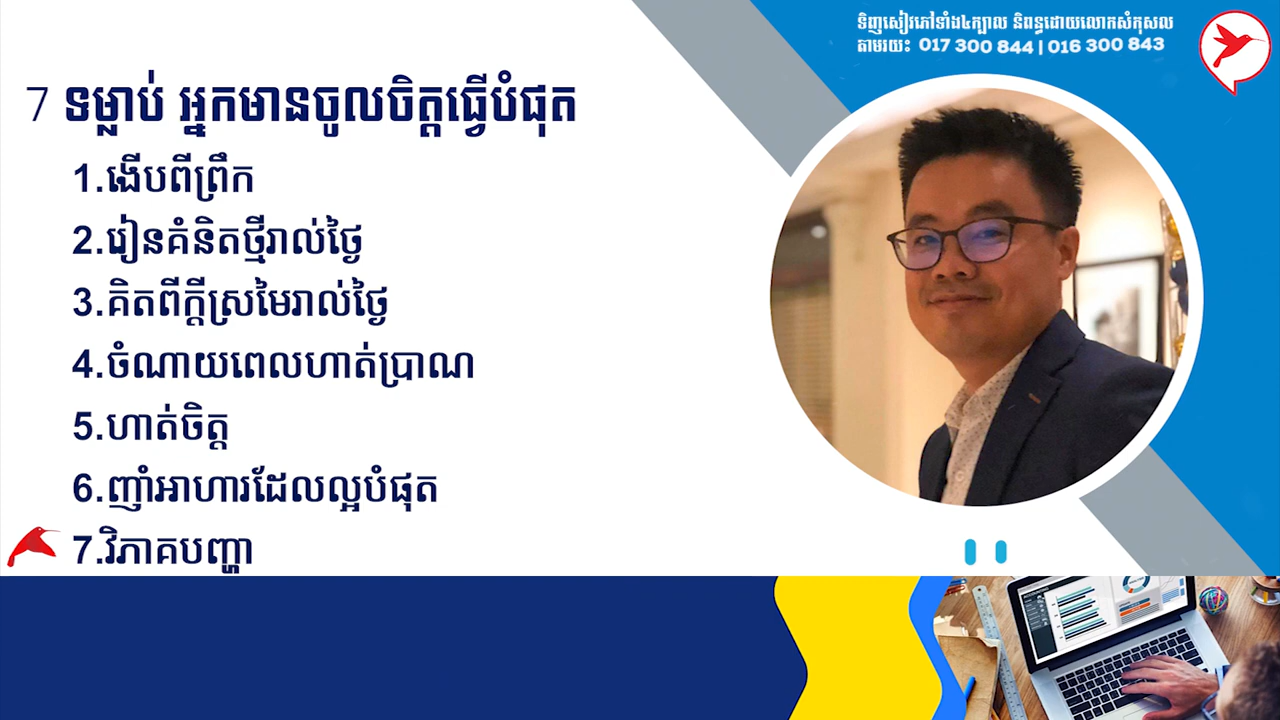 ទិញសៀវភៅទាំង៤ក្បាល និពន្ធដោយលោកសំកុសល
តាមរយៈ 017 300 844 | 016 300 843
7 ទម្លាប់ អ្នកមានចូលចិត្តធ្វើបំផុត
1.ងើបពីព្រឹក
2.រៀនគំនិតថ្មីរាល់ថ្ងៃ
3.គិតពីក្តីស្រមៃរាល់ថ្ងៃ
4.ចំណាយពេលហាត់ប្រាណ
5.ហាត់ចិត្ត
6.ញ៉ាំអាហារដែលល្អបំផុត
7.វិភាគបញ្ហា